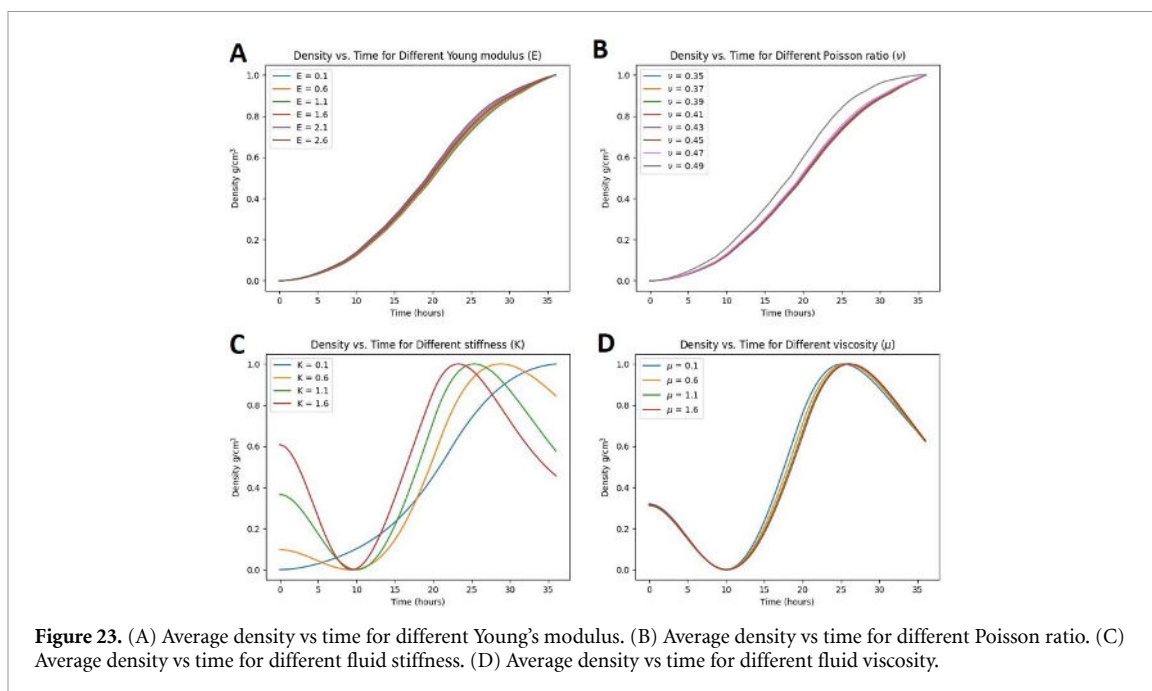 A
Density vs. Time for Different Young modulus (E)
E = 0.1
E = 0.6
E = 1.1
E = 1.6
E = 2.1
E = 2.6
1.0
0.8
0.6
0.4
0.2
0.0
Density g/cm³
0 5 10 15 20 25 30 35
Time (hours)
B
Density vs. Time for Different Poisson ratio (ν)
υ = 0.35
υ = 0.37
υ = 0.39
υ = 0.41
υ = 0.43
υ = 0.45
υ = 0.47
υ = 0.49
1.0
0.8
0.6
0.4
0.2
0.0
Density g/cm³
0 5 10 15 20 25 30 35
Time (hours)
C
Density vs. Time for Different stiffness (K)
K = 0.1
K = 0.6
K = 1.1
K = 1.6
1.0
0.8
0.6
0.4
0.2
0.0
Density g/cm³
0 5 10 15 20 25 30 35
Time (hours)
D
Density vs. Time for Different viscosity (μ)
μ = 0.1
μ = 0.6
μ = 1.1
μ = 1.6
1.0
0.8
0.6
0.4
0.2
0.0
Density g/cm³
0 5 10 15 20 25 30 35
Time (hours)
Figure 23. (A) Average density vs time for different Young's modulus. (B) Average density vs time for different Poisson ratio. (C)
Average density vs time for different fluid stiffness. (D) Average density vs time for different fluid viscosity.